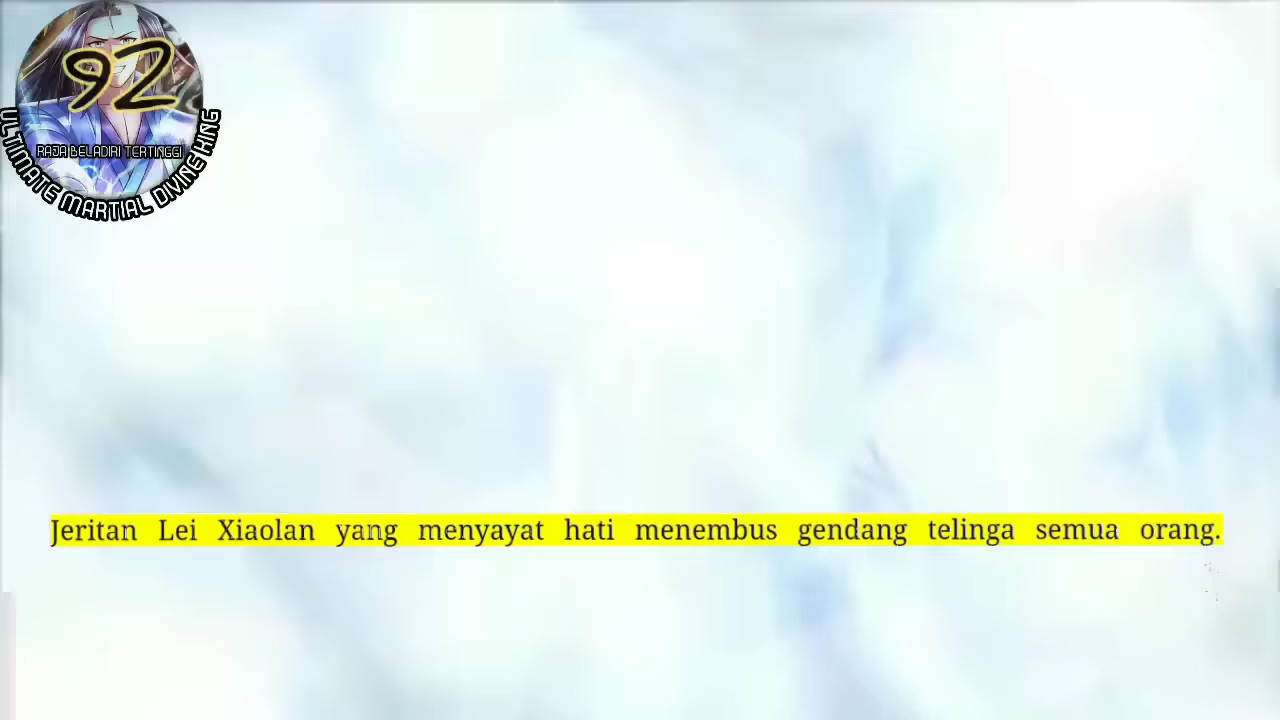 92
RAJA BELADIRI TERTINGGI
ULTIMATE MARTIAL DIVINE KING
Jeritan Lei Xiaolan yang menyayat hati menembus gendang telinga semua orang.